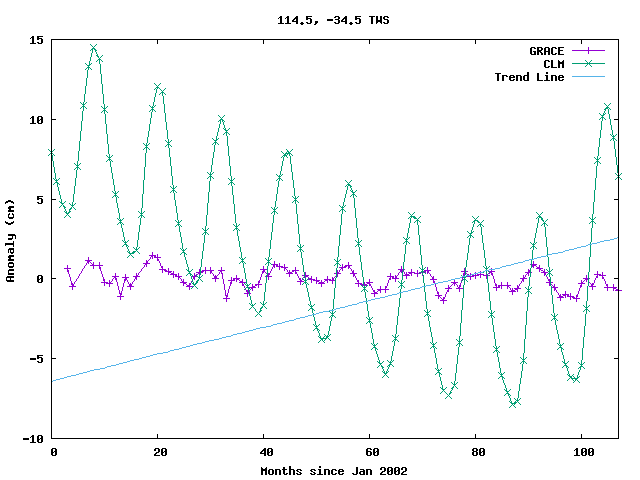 114.5, -34.5 TWS
GRACE
CLM
Trend Line
15
10
5
0
-5
-10
Anomaly (cm)
0 20 40 60 80 100
Months since Jan 2002